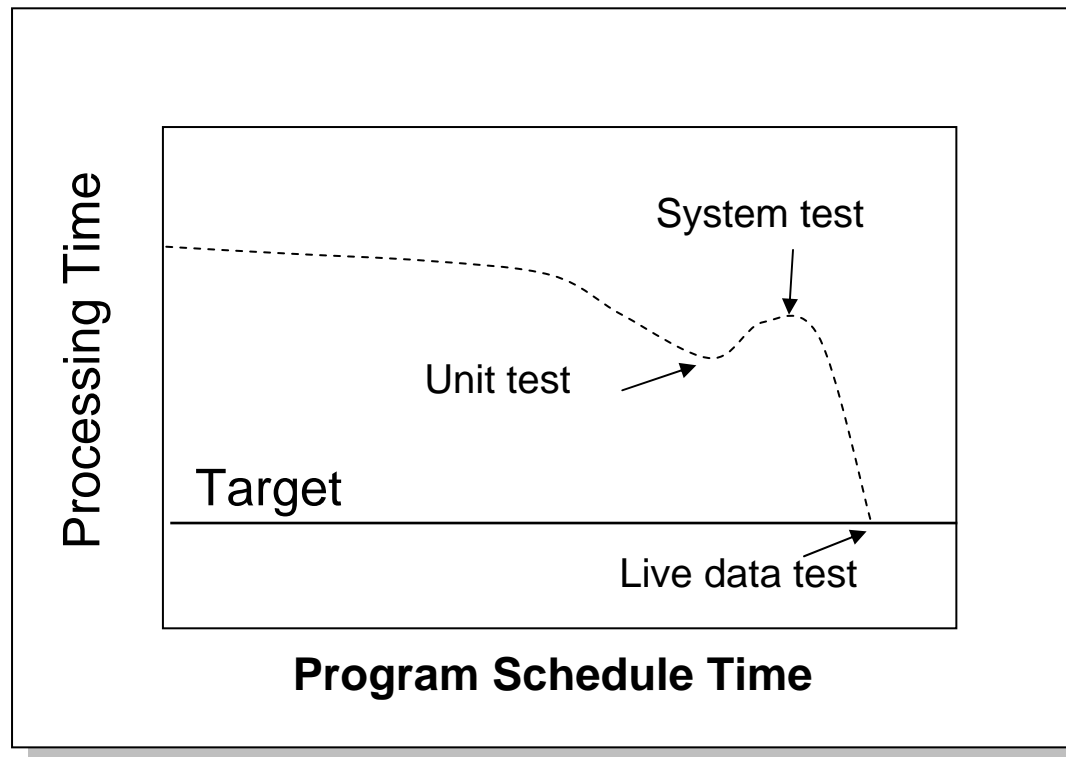 System test
Processing Time
Unit test
Target
Live data test
Program Schedule Time